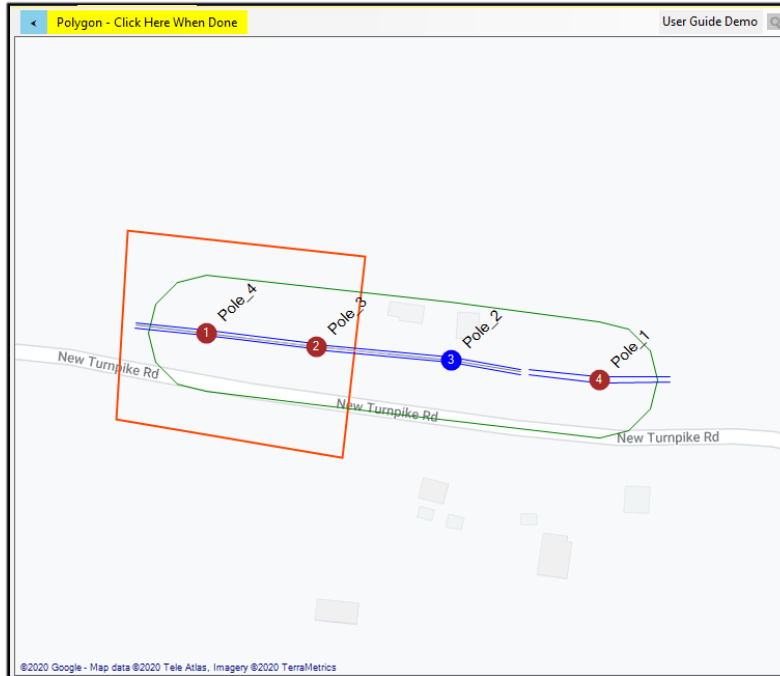 Polygon - Click Here When Done
User Guide Demo
Pole_4
Pole_3
Pole_2
Pole_1
1
2
3
4
New Turnpike Rd
New Turnpike Rd
New Turnpike Rd
©2020 Google - Map data ©2020 Tele Atlas, Imagery ©2020 TerraMetrics